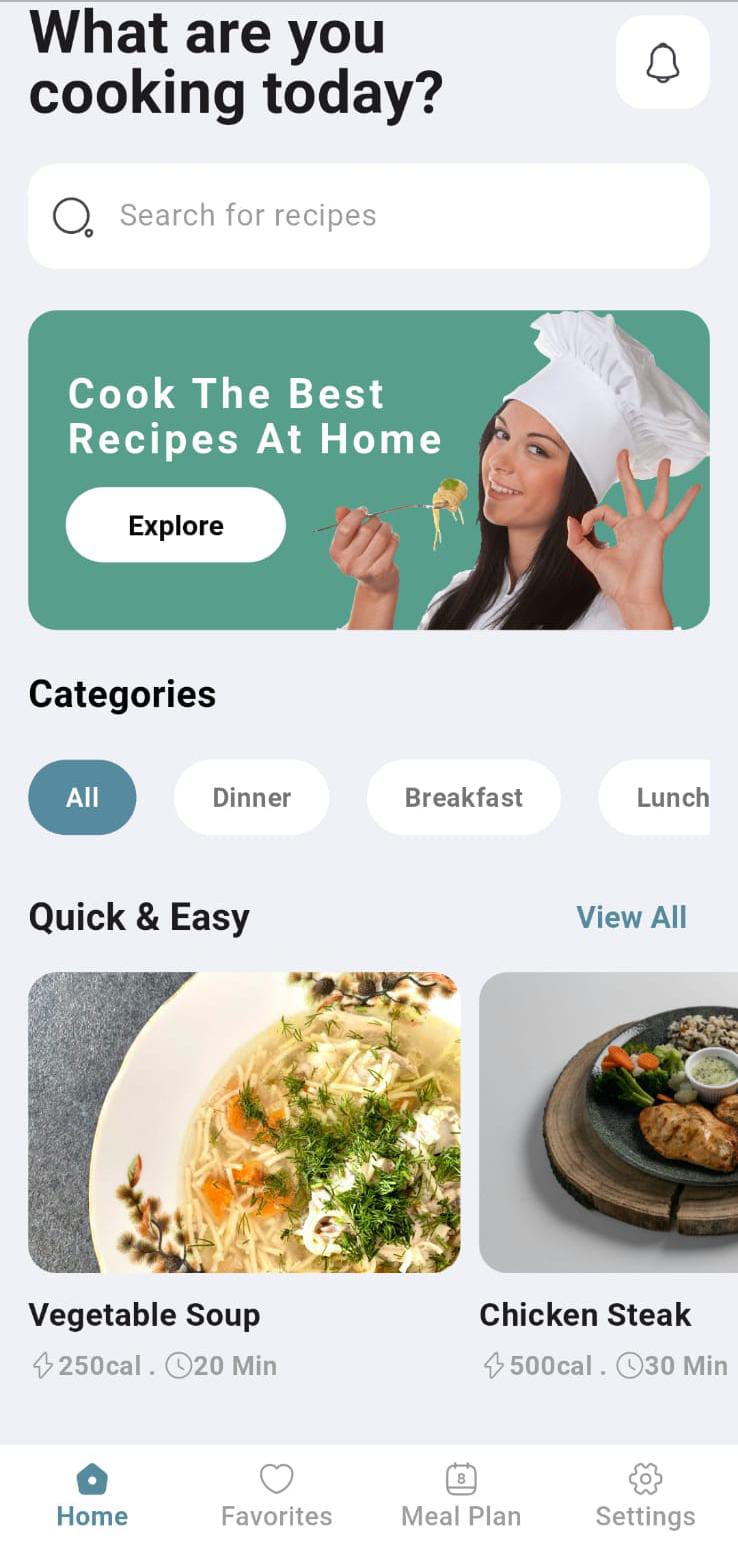 What are you
cooking today?
Search for recipes
Cook The Best
Recipes At Home
Explore
Categories
All
Dinner
Breakfast
Lunch
Quick & Easy
View All
Vegetable Soup
Chicken Steak
250cal . 20 Min
500cal . 30 Min
8
Home
Favorites
Meal Plan
Settings